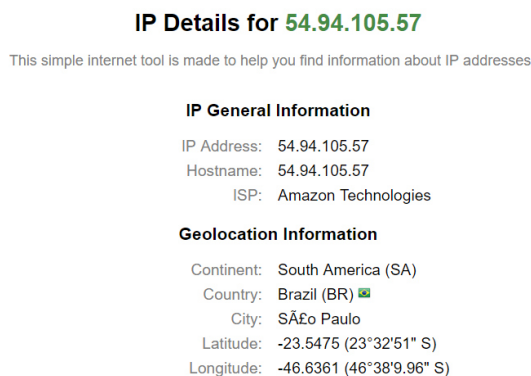 IP Details for 54.94.105.57
This simple internet tool is made to help you find information about IP addresses
IP General Information
IP Address: 54.94.105.57
Hostname: 54.94.105.57
ISP: Amazon Technologies
Geolocation Information
Continent: South America (SA)
Country: Brazil (BR)
City: SÃ£o Paulo
Latitude: -23.5475 (23°32'51" S)
Longitude: -46.6361 (46°38'9.96" S)